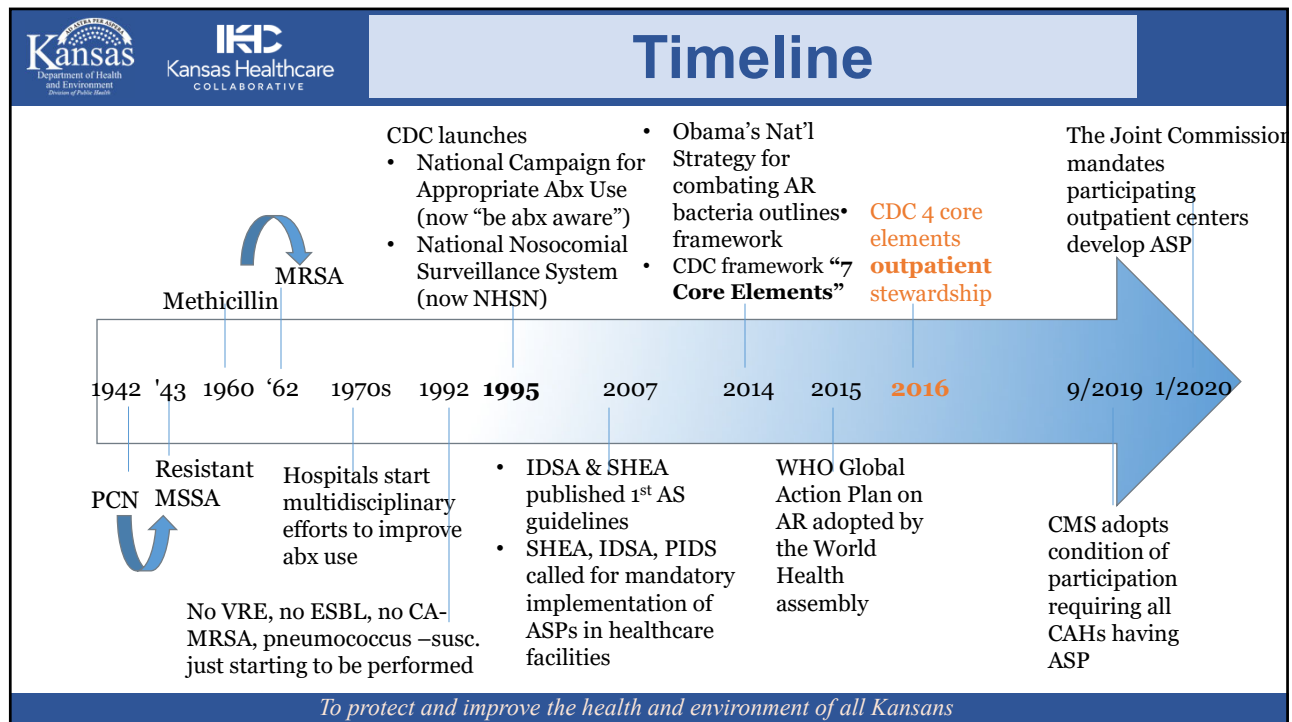 AD ASTRA PER ASPERA
Kansas
Department of Health
and Environment
Division of Public Health
KHC
Kansas Healthcare
COLLABORATIVE
Timeline
CDC launches
• National Campaign for
Appropriate Abx Use
(now “be abx aware”)
• National Nosocomial
Surveillance System
(now NHSN)
• Obama’s Nat’l
Strategy for
combating AR
bacteria outlines•
framework
• CDC framework “7
Core Elements”
CDC 4 core
elements
outpatient
stewardship
The Joint Commission
mandates
participating
outpatient centers
develop ASP
MRSA
Methicillin
1942 '43 1960 ‘62 1970s 1992 1995 2007 2014 2015 2016 9/2019 1/2020
PCN
Resistant
MSSA
Hospitals start
multidisciplinary
efforts to improve
abx use
No VRE, no ESBL, no CA-
MRSA, pneumococcus –susc.
just starting to be performed
• IDSA & SHEA
published 1st AS
guidelines
• SHEA, IDSA, PIDS
called for mandatory
implementation of
ASPs in healthcare
facilities
WHO Global
Action Plan on
AR adopted by
the World
Health
assembly
CMS adopts
condition of
participation
requiring all
CAHs having
ASP
To protect and improve the health and environment of all Kansans